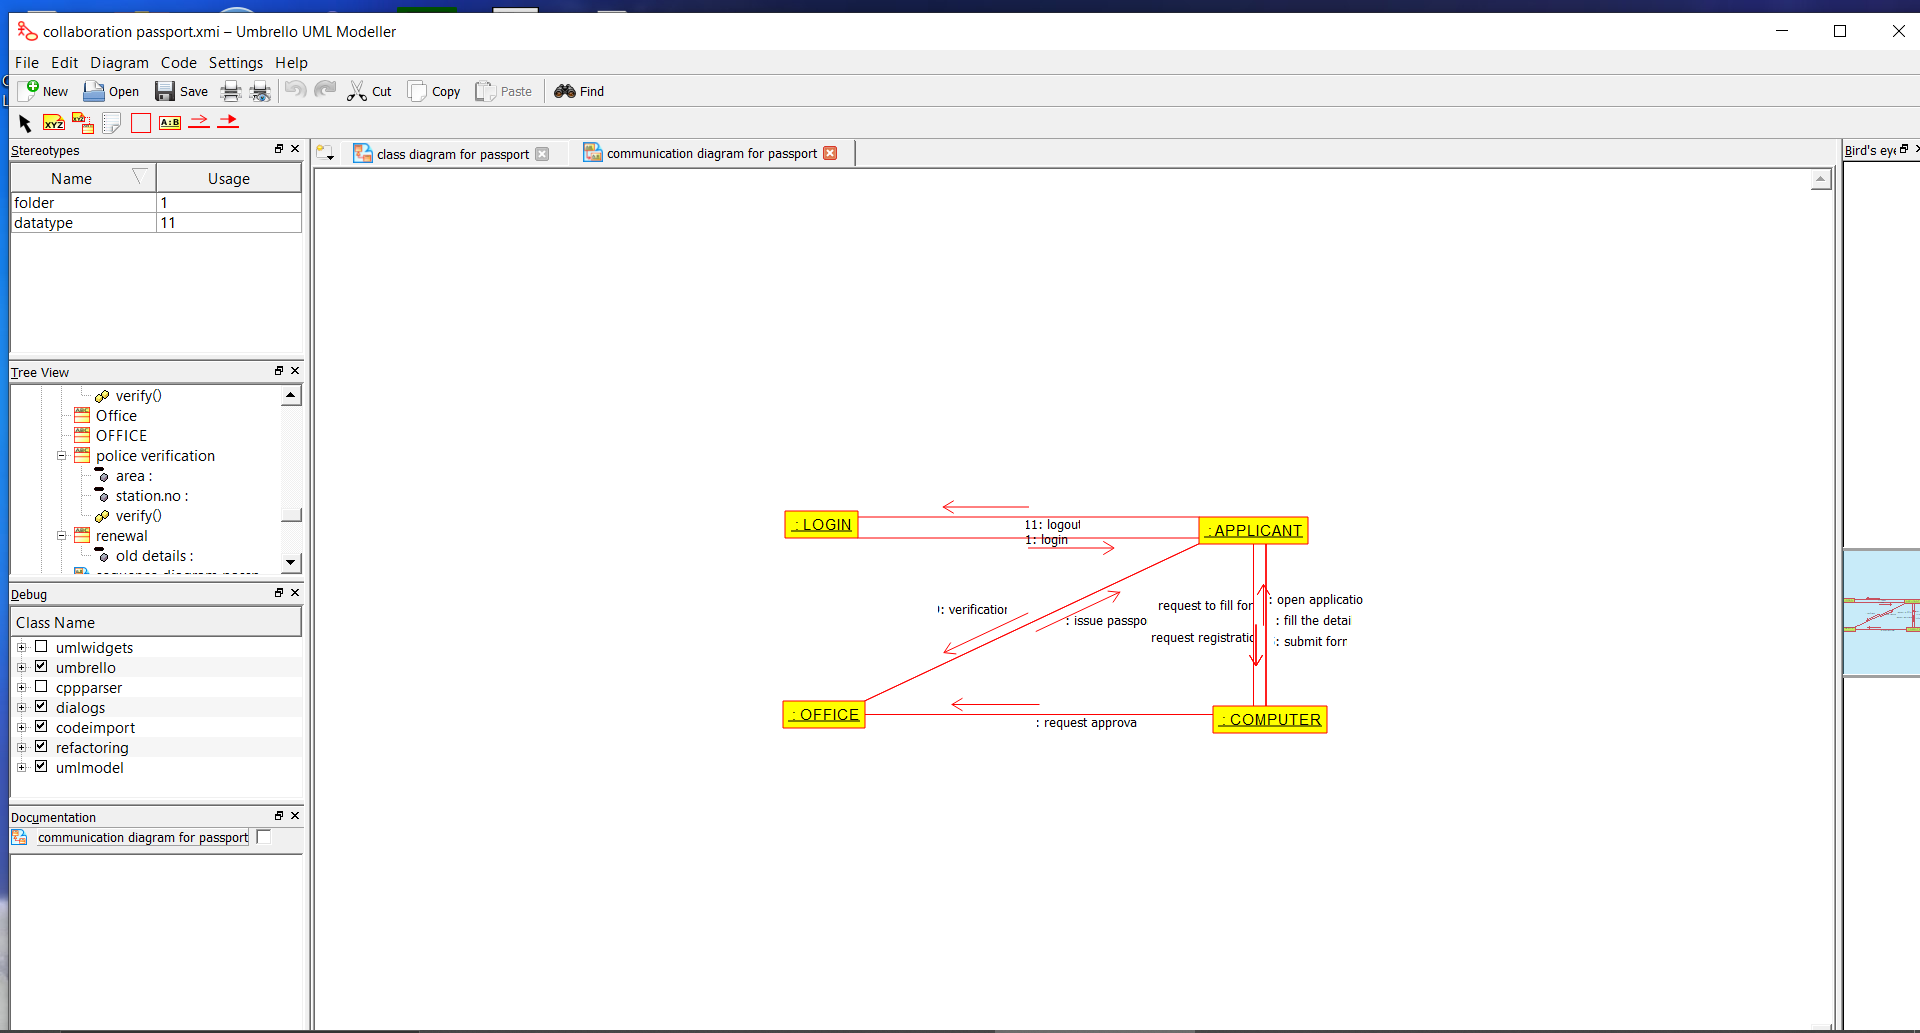 collaboration passport.xmi – Umbrello UML Modeller
File Edit Diagram Code Settings Help
New Open Save Cut Copy Paste Find
XYZ XYZ A:B
Stereotypes
class diagram for passport
communication diagram for passport
Bird's eye
Name Usage
folder 1
datatype 11
Tree View
verify()
Office
OFFICE
police verification
area :
station.no :
verify()
renewal
old details :
Debug
Class Name
umlwidgets
umbrello
cppparser
dialogs
codeimport
refactoring
umlmodel
Documentation
communication diagram for passport
: LOGIN
: APPLICANT
11: logout
1: login
: verification
: issue passpo
request to fill for
request registratio
: open applicatio
: fill the detai
: submit forr
: OFFICE
: COMPUTER
: request approva